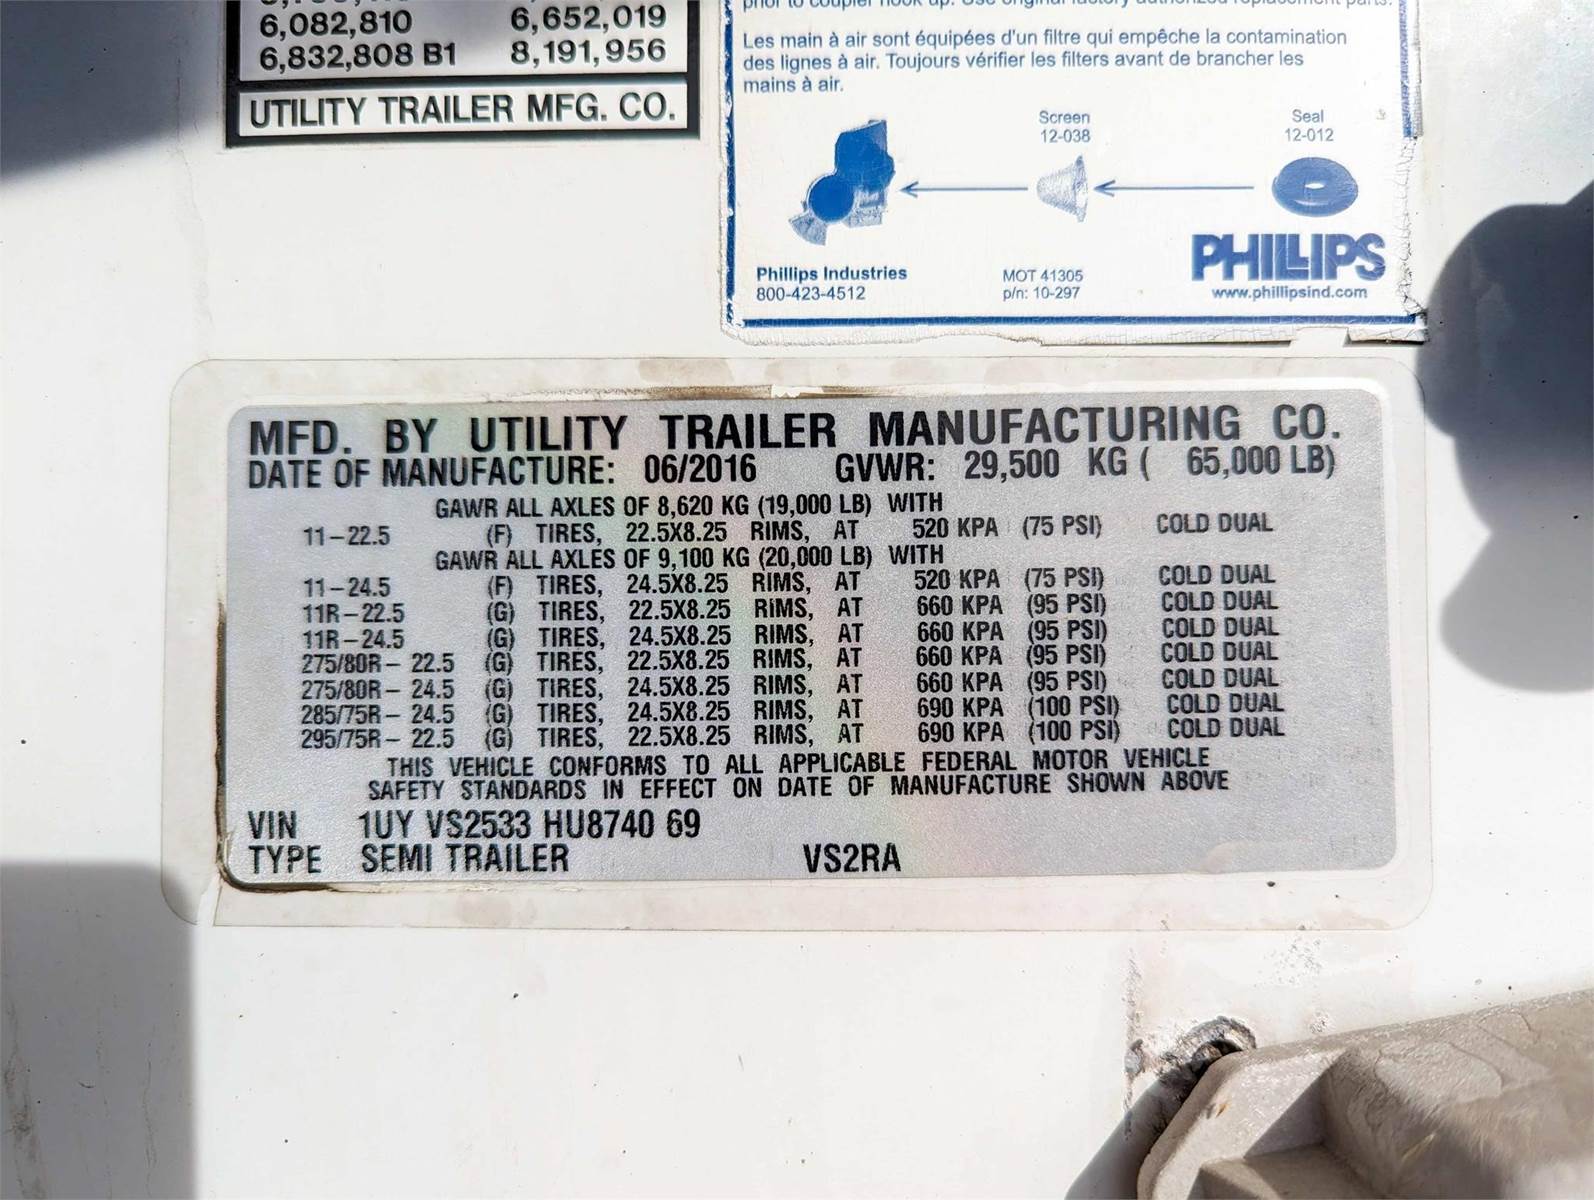 6,082,810 6,652,019
6,832,808 B1 8,191,956
UTILITY TRAILER MFG. CO.
prior to coupler hook up. Use original factory authorized replacement parts.
Les main à air sont équipées d'un filtre qui empêche la contamination
des lignes à air. Toujours vérifier les filters avant de brancher les
mains à air.
Screen
12-038
Seal
12-012
Phillips Industries
800-423-4512
MOT 41305
p/n: 10-297
PHILLIPS
www.phillipsind.com
MFD. BY UTILITY TRAILER MANUFACTURING CO.
DATE OF MANUFACTURE: 06/2016 GVWR: 29,500 KG ( 65,000 LB)
GAWR ALL AXLES OF 8,620 KG (19,000 LB) WITH
11-22.5 (F) TIRES, 22.5X8.25 RIMS, AT 520 KPA (75 PSI) COLD DUAL
GAWR ALL AXLES OF 9,100 KG (20,000 LB) WITH
11-24.5 (F) TIRES, 24.5X8.25 RIMS, AT 520 KPA (75 PSI) COLD DUAL
11R-22.5 (G) TIRES, 22.5X8.25 RIMS, AT 660 KPA (95 PSI) COLD DUAL
11R-24.5 (G) TIRES, 24.5X8.25 RIMS, AT 660 KPA (95 PSI) COLD DUAL
275/80R- 22.5 (G) TIRES, 22.5X8.25 RIMS, AT 660 KPA (95 PSI) COLD DUAL
275/80R- 24.5 (G) TIRES, 24.5X8.25 RIMS, AT 660 KPA (95 PSI) COLD DUAL
285/75R- 24.5 (G) TIRES, 24.5X8.25 RIMS, AT 690 KPA (100 PSI) COLD DUAL
295/75R- 22.5 (G) TIRES, 22.5X8.25 RIMS, AT 690 KPA (100 PSI) COLD DUAL
THIS VEHICLE CONFORMS TO ALL APPLICABLE FEDERAL MOTOR VEHICLE
SAFETY STANDARDS IN EFFECT ON DATE OF MANUFACTURE SHOWN ABOVE
VIN 1UY VS2533 HU8740 69
TYPE SEMI TRAILER VS2RA